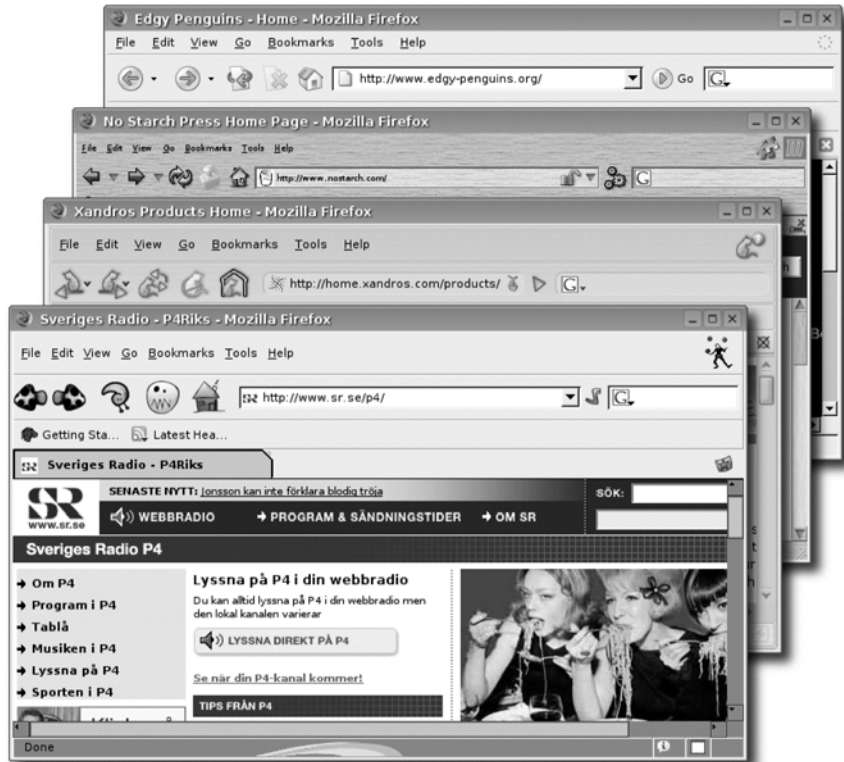 Edgy Penguins - Home - Mozilla Firefox
File Edit View Go Bookmarks Tools Help
http://www.edgy-penguins.org/ Go G
No Starch Press Home Page - Mozilla Firefox
File Edit View Go Bookmarks Tools Help
http://www.nostarch.com/ G
Xandros Products Home - Mozilla Firefox
File Edit View Go Bookmarks Tools Help
http://home.xandros.com/products/ G
Sveriges Radio - P4Riks - Mozilla Firefox
File Edit View Go Bookmarks Tools Help
SR http://www.sr.se/p4/ G
Getting Sta... Latest Hea...
SR Sveriges Radio - P4Riks
SR
www.sr.se
SENASTE NYTT: Jonsson kan inte förklara blodig tröja
SÖK:
WEBBRADIO PROGRAM & SÄNDNINGSTIDER OM SR
Sveriges Radio P4
Om P4
Program i P4
Tablå
Musiken i P4
Lyssna på P4
Sporten i P4
Lyssna på P4 i din webbradio
Du kan alltid lyssna på P4 i din webbradio men
den lokal kanalen varierar
LYSSNA DIREKT PÅ P4
Se när din P4-kanal kommer!
TIPS FRÅN P4
Done